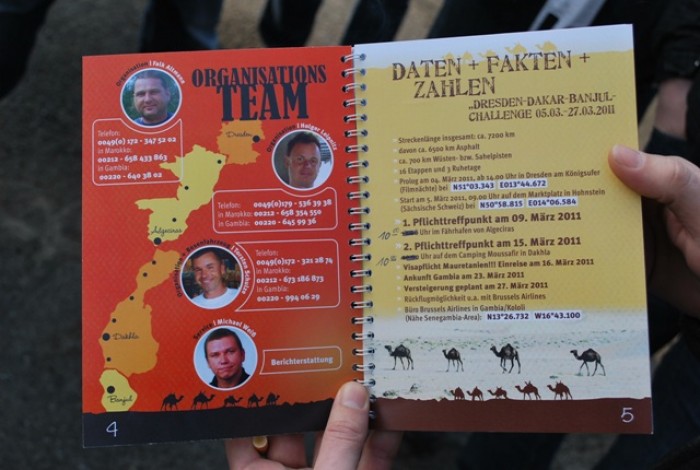 ORGANISATIONS
TEAM
Organisation | Falk Altmann
Telefon:
0049(0) 172 - 347 52 02
in Marokko:
00212 - 658 433 863
in Gambia:
00220 - 640 38 02
Dresden
Telefon:
0049(0)179 - 536 39 38
in Marokko: 00212 - 658 354 550
in Gambia: 00220 - 645 99 36
Algeciras
Telefon:
0049(0)172 - 321 28 74
in Marokko:
00212 - 673 186 873
in Gambia:
00220 - 994 06 29
Dakhla
Berichterstattung
Banjul
4
DATEN + FAKTEN +
ZAHLEN
„DRESDEN-DAKAR-BANJUL-
CHALLENGE 05.03.-27.03.2011
Streckenlänge insgesamt: ca. 7200 km
davon ca. 6500 km Asphalt
ca. 700 km Wüsten- bzw. Sahelpisten
16 Etappen und 3 Ruhetage
Prolog am 04. März 2011, ab 14.00 Uhr in Dresden am Königsufer
(Filmnächte) bei N51°03.343 E013°44.672
Start am 5. März 2011, 09.00 Uhr auf dem Marktplatz in Hohnstein
(Sächsische Schweiz) bei N50°58.815 E014°06.584
1. Pflichttreffpunkt am 09. März 2011
Uhr im Fährhafen von Algeciras
2. Pflichttreffpunkt am 15. März 2011
Uhr auf dem Camping Moussafir in Dakhla
Visapflicht Mauretanien!!! Einreise am 16. März 2011
Ankunft Gambia am 23. März 2011
Versteigerung geplant am 27. März 2011
Rückflugmöglichkeit u.a. mit Brussels Airlines
Büro Brussels Airlines in Gambia/Kololi
(Nähe Senegambia-Area): N13°26.732 W16°43.100
5